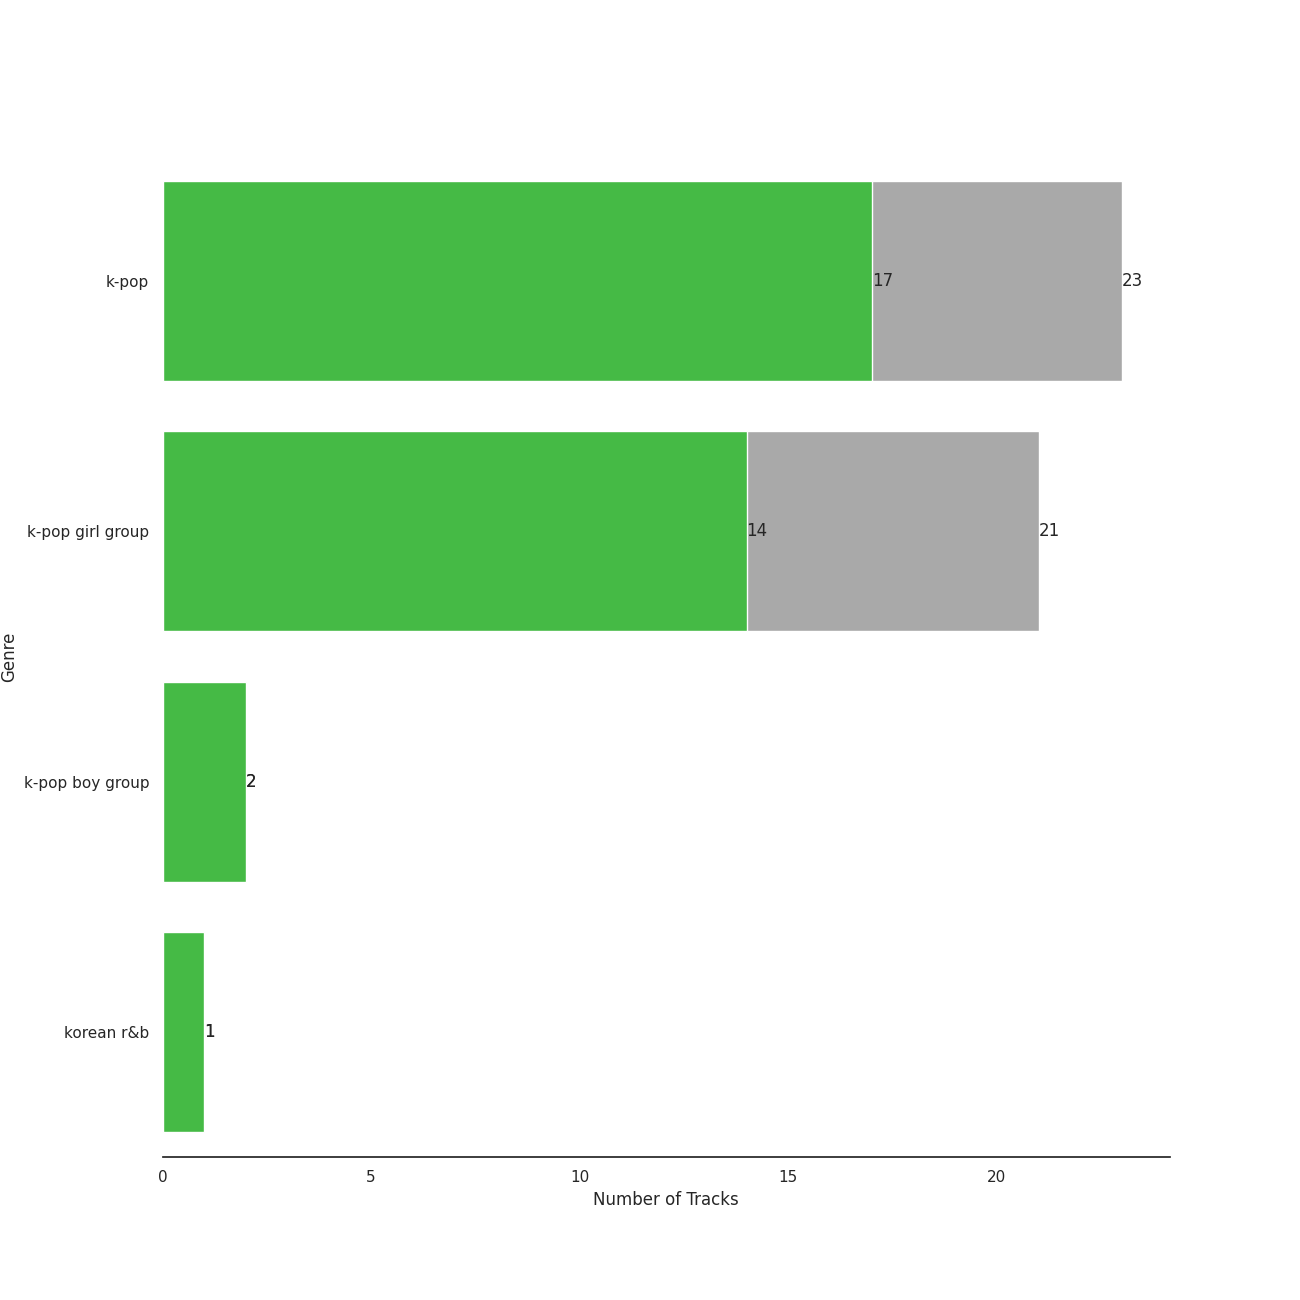 k-pop
17
23
k-pop girl group
14
21
Genre
k-pop boy group
2
korean r&b
1
0 5 10 15 20
Number of Tracks